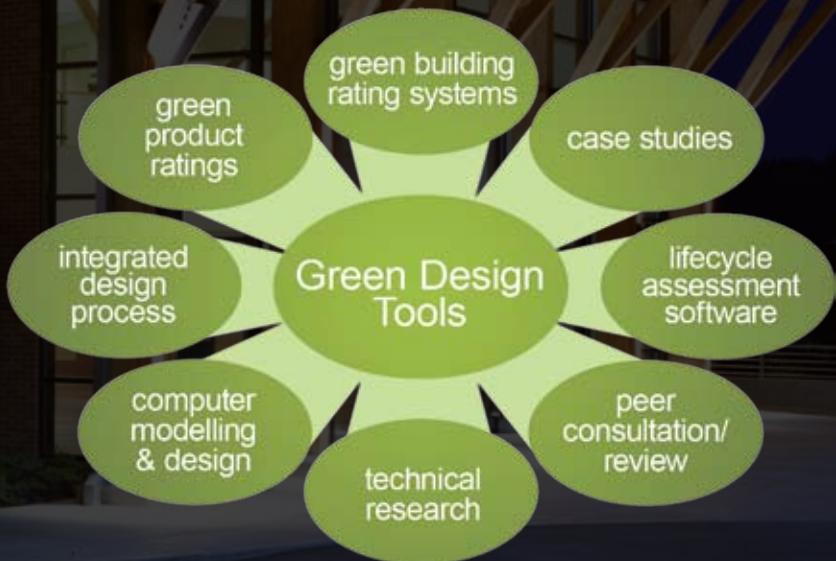 green building
rating systems
green
product
ratings
case studies
integrated
design
process
Green Design
Tools
lifecycle
assessment
software
computer
modelling
& design
peer
consultation/
review
technical
research